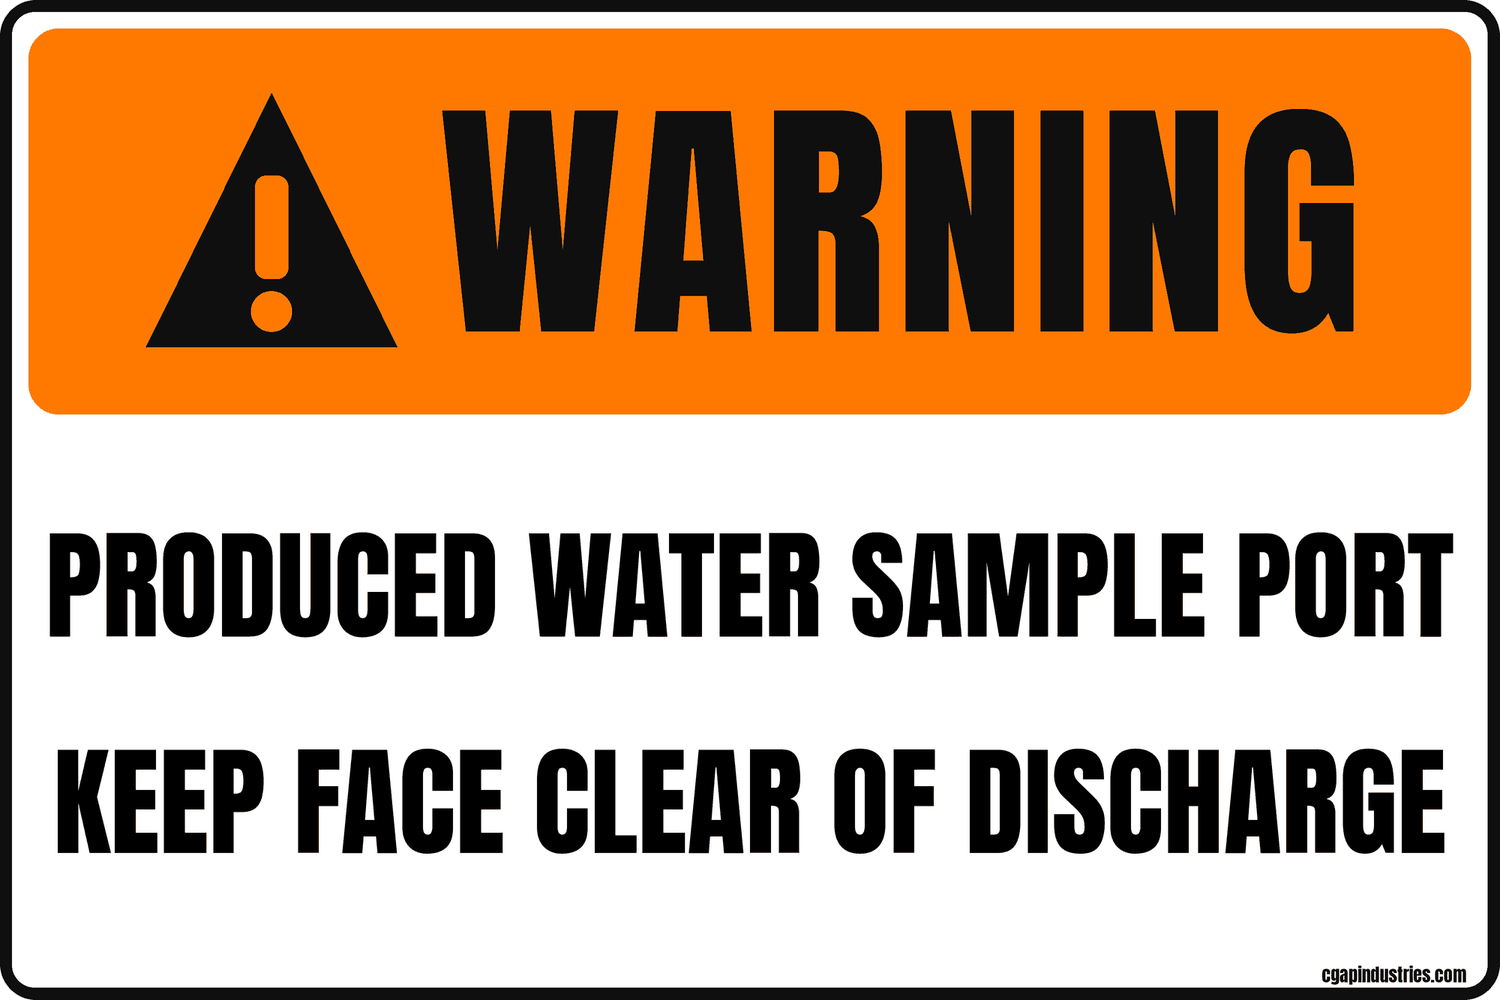 WARNING
PRODUCED WATER SAMPLE PORT
KEEP FACE CLEAR OF DISCHARGE
cgapindustries.com